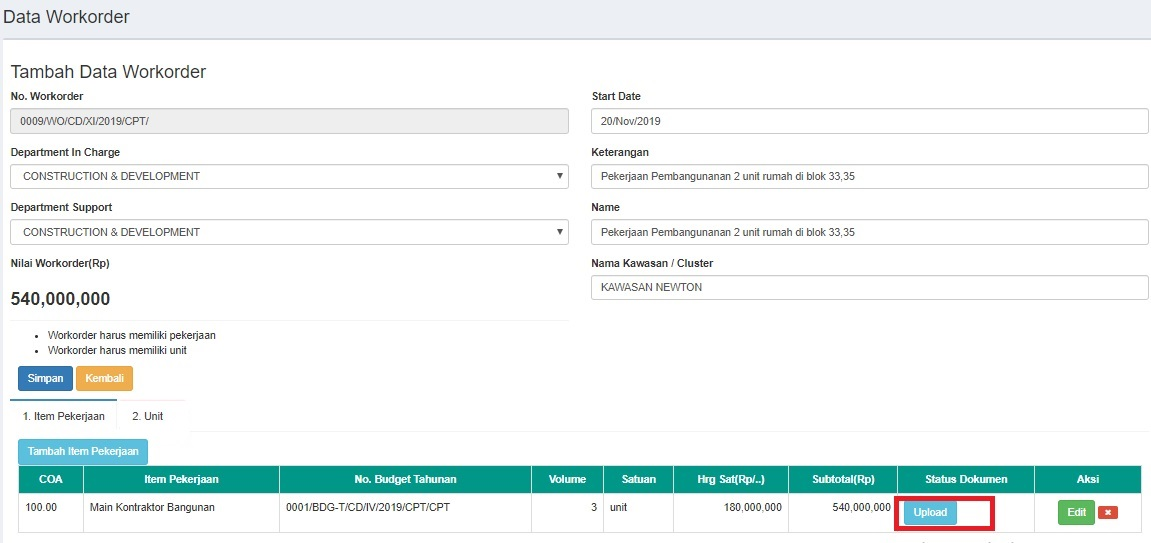 Data Workorder
Tambah Data Workorder
No. Workorder
0009/WO/CD/XI/2019/CPT/
Start Date
20/Nov/2019
Department In Charge
CONSTRUCTION & DEVELOPMENT
Keterangan
Pekerjaan Pembangunanan 2 unit rumah di blok 33,35
Department Support
CONSTRUCTION & DEVELOPMENT
Name
Pekerjaan Pembangunanan 2 unit rumah di blok 33,35
Nilai Workorder(Rp)
540,000,000
Nama Kawasan / Cluster
KAWASAN NEWTON
Workorder harus memiliki pekerjaan
Workorder harus memiliki unit
Simpan Kembali
1. Item Pekerjaan 2. Unit
Tambah Item Pekerjaan
COA Item Pekerjaan No. Budget Tahunan Volume Satuan Hrg Sat(Rp/..) Subtotal(Rp) Status Dokumen Aksi
100.00 Main Kontraktor Bangunan 0001/BDG-T/CD/IV/2019/CPT/CPT 3 unit 180,000,000 540,000,000 Upload Edit